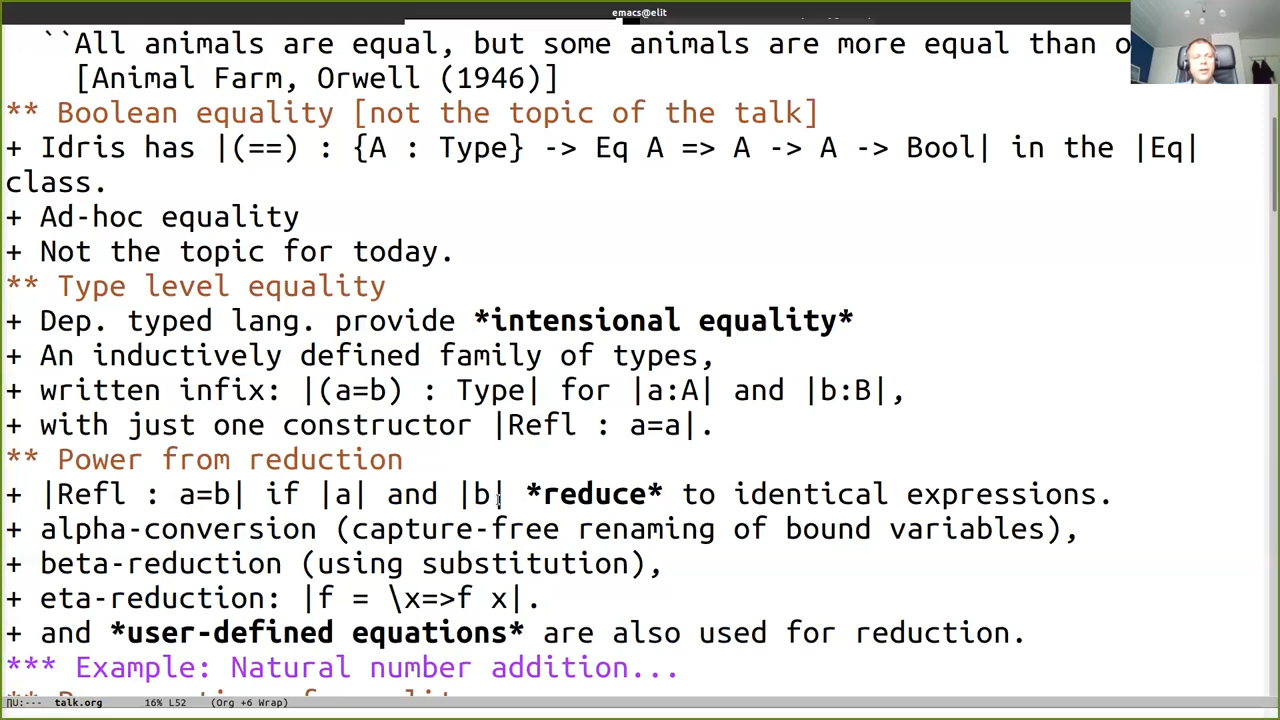 emacs@elit
``All animals are equal, but some animals are more equal than
[Animal Farm, Orwell (1946)]
** Boolean equality [not the topic of the talk]
+ Idris has |(==) : {A : Type} -> Eq A => A -> A -> Bool| in the |Eq|
class.
+ Ad-hoc equality
+ Not the topic for today.
** Type level equality
+ Dep. typed lang. provide *intensional equality*
+ An inductively defined family of types,
+ written infix: |(a=b) : Type| for |a:A| and |b:B|,
+ with just one constructor |Refl : a=a|.
** Power from reduction
+ |Refl : a=b| if |a| and |b| *reduce* to identical expressions.
+ alpha-conversion (capture-free renaming of bound variables),
+ beta-reduction (using substitution),
+ eta-reduction: |f = \x=>f x|.
+ and *user-defined equations* are also used for reduction.
*** Example: Natural number addition...
U:--- talk.org 16% L52 (Org +6 Wrap)